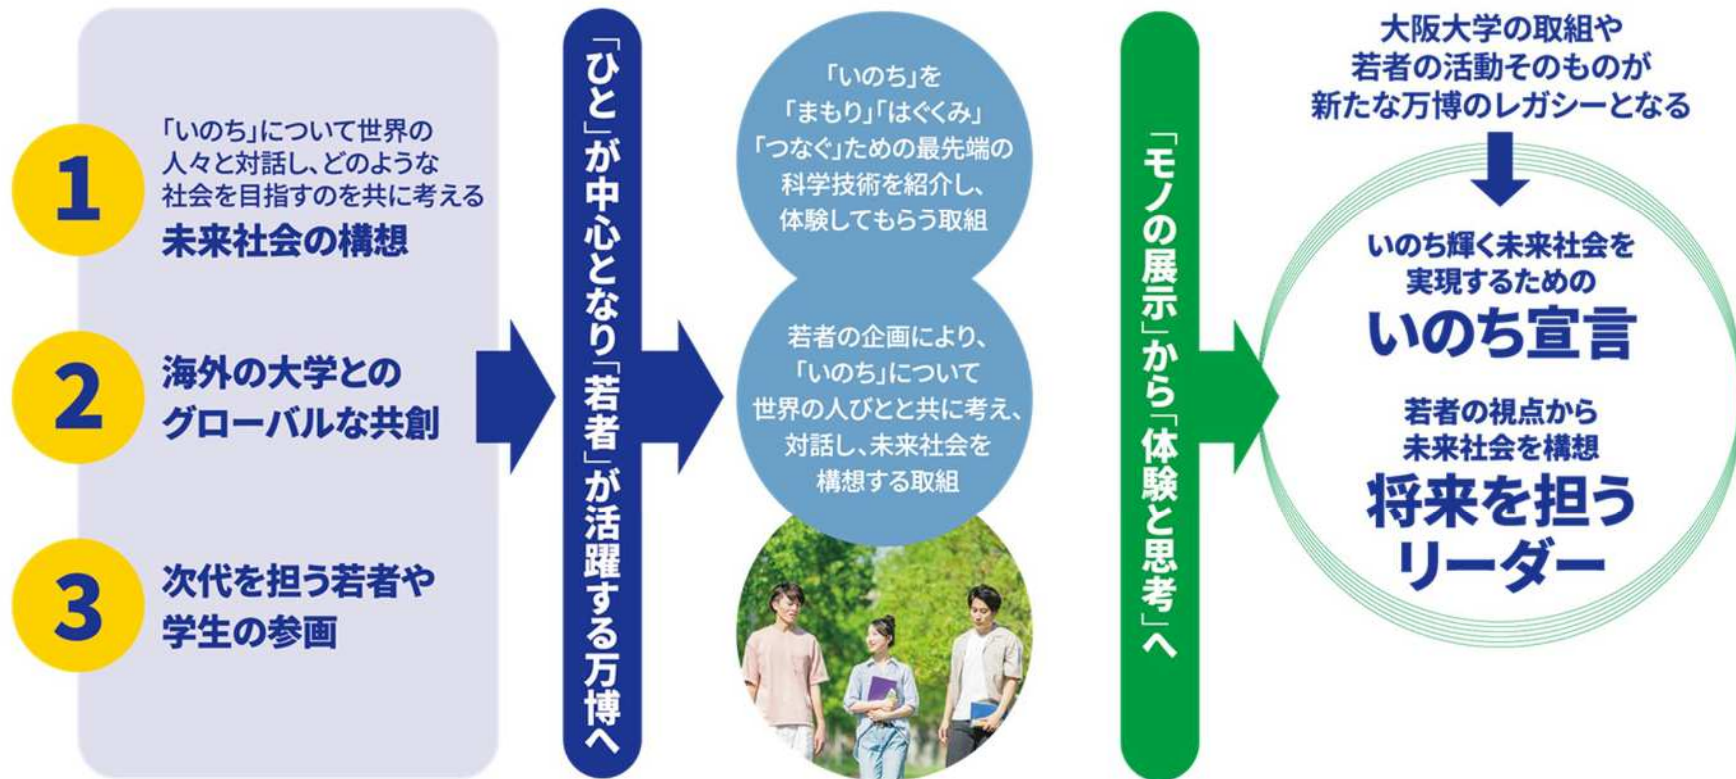 1
「いのち」について世界の
人々と対話し、どのような
社会を目指すのを共に考える
未来社会の構想
2
海外の大学との
グローバルな共創
3
次代を担う若者や
学生の参画
「ひと」が中心となり「若者」が活躍する万博へ
「いのち」を
「まもり」「はぐくみ」
「つなぐ」ための最先端の
科学技術を紹介し、
体験してもらう取組
若者の企画により、
「いのち」について
世界の人びとと共に考え、
対話し、未来社会を
構想する取組
「モノの展示」から「体験と思考」へ
大阪大学の取組や
若者の活動そのものが
新たな万博のレガシーとなる
いのち輝く未来社会を
実現するための
いのち宣言
若者の視点から
未来社会を構想
将来を担う
リーダー